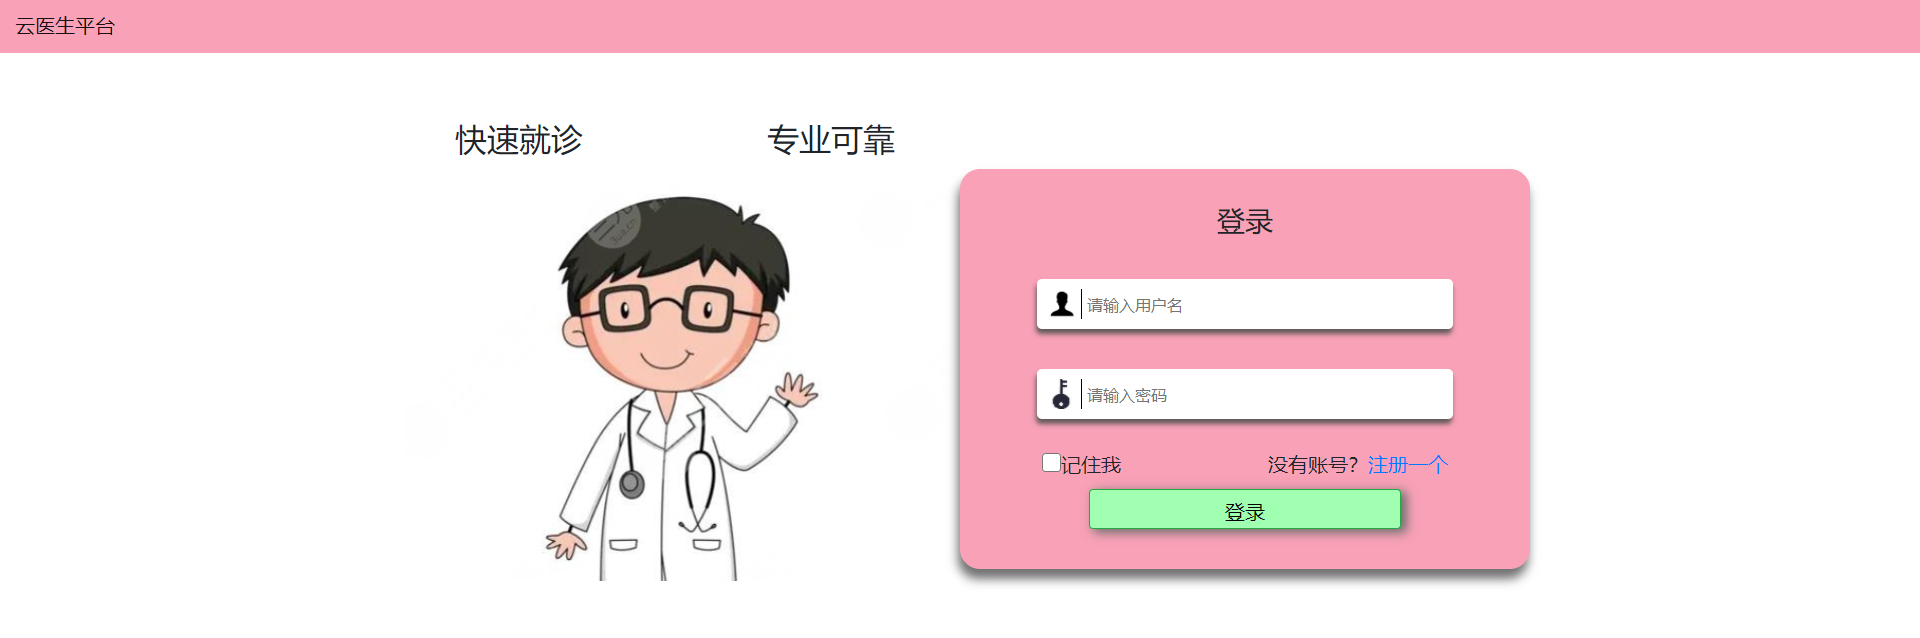 云医生平台
快速就诊 专业可靠
登录
请输入用户名
请输入密码
记住我 没有账号？注册一个
登录